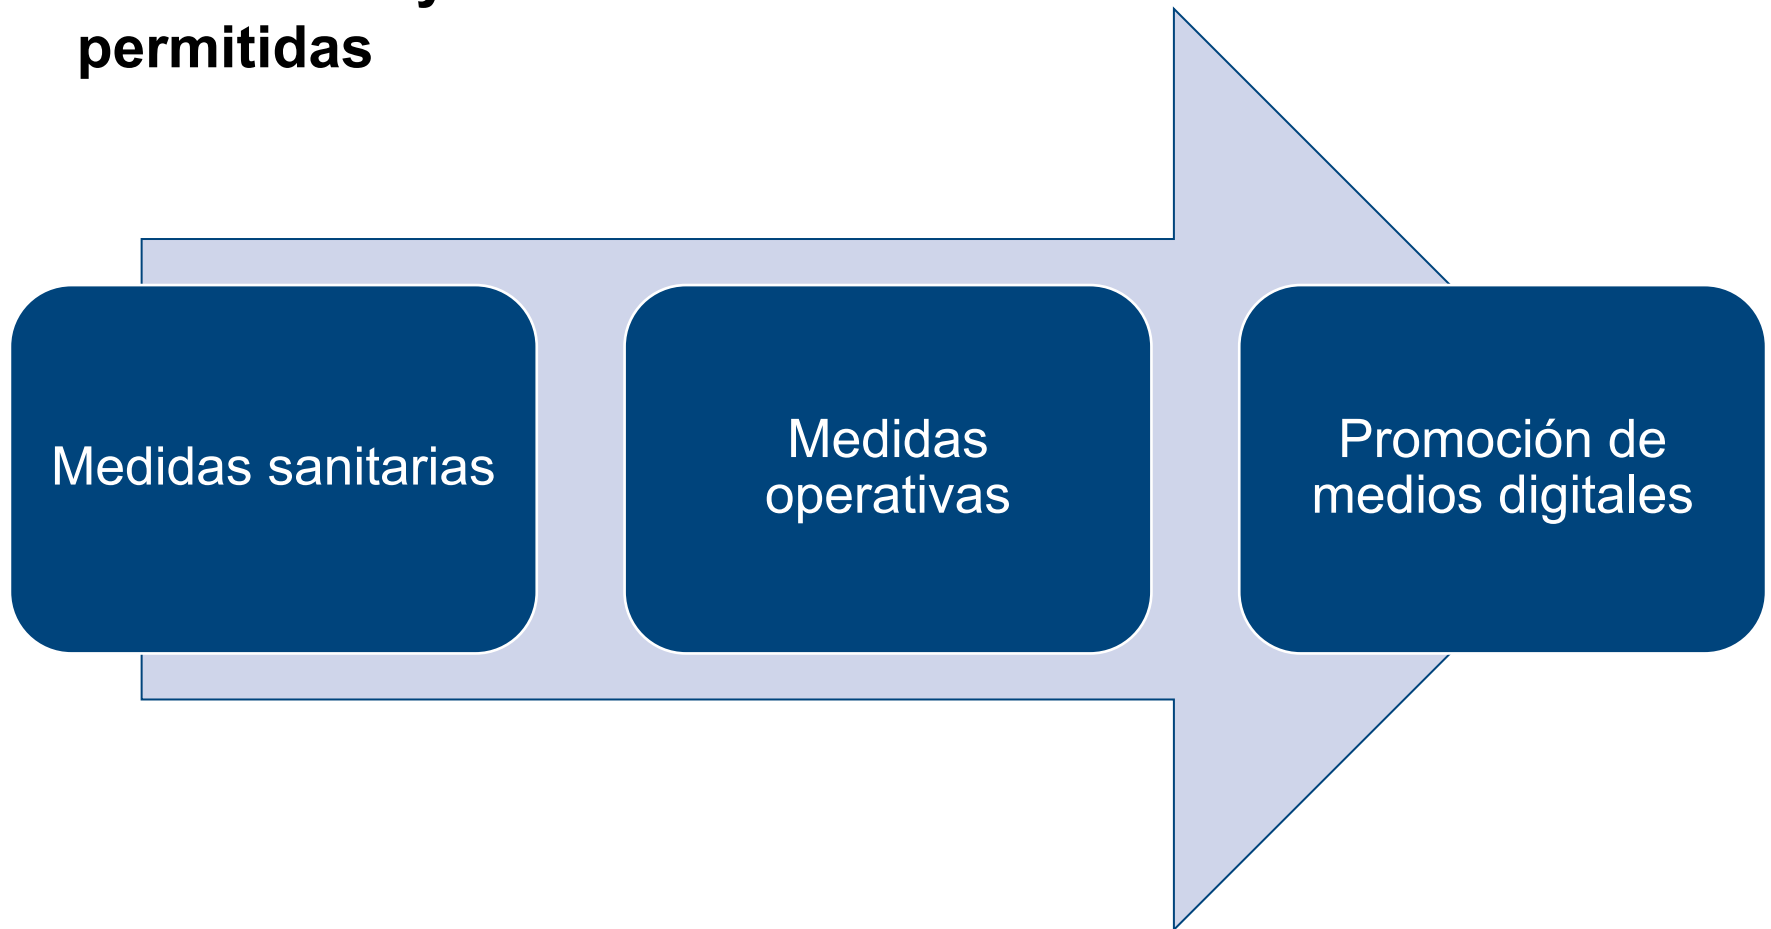 permitidas
Medidas sanitarias
Medidas
operativas
Promoción de
medios digitales